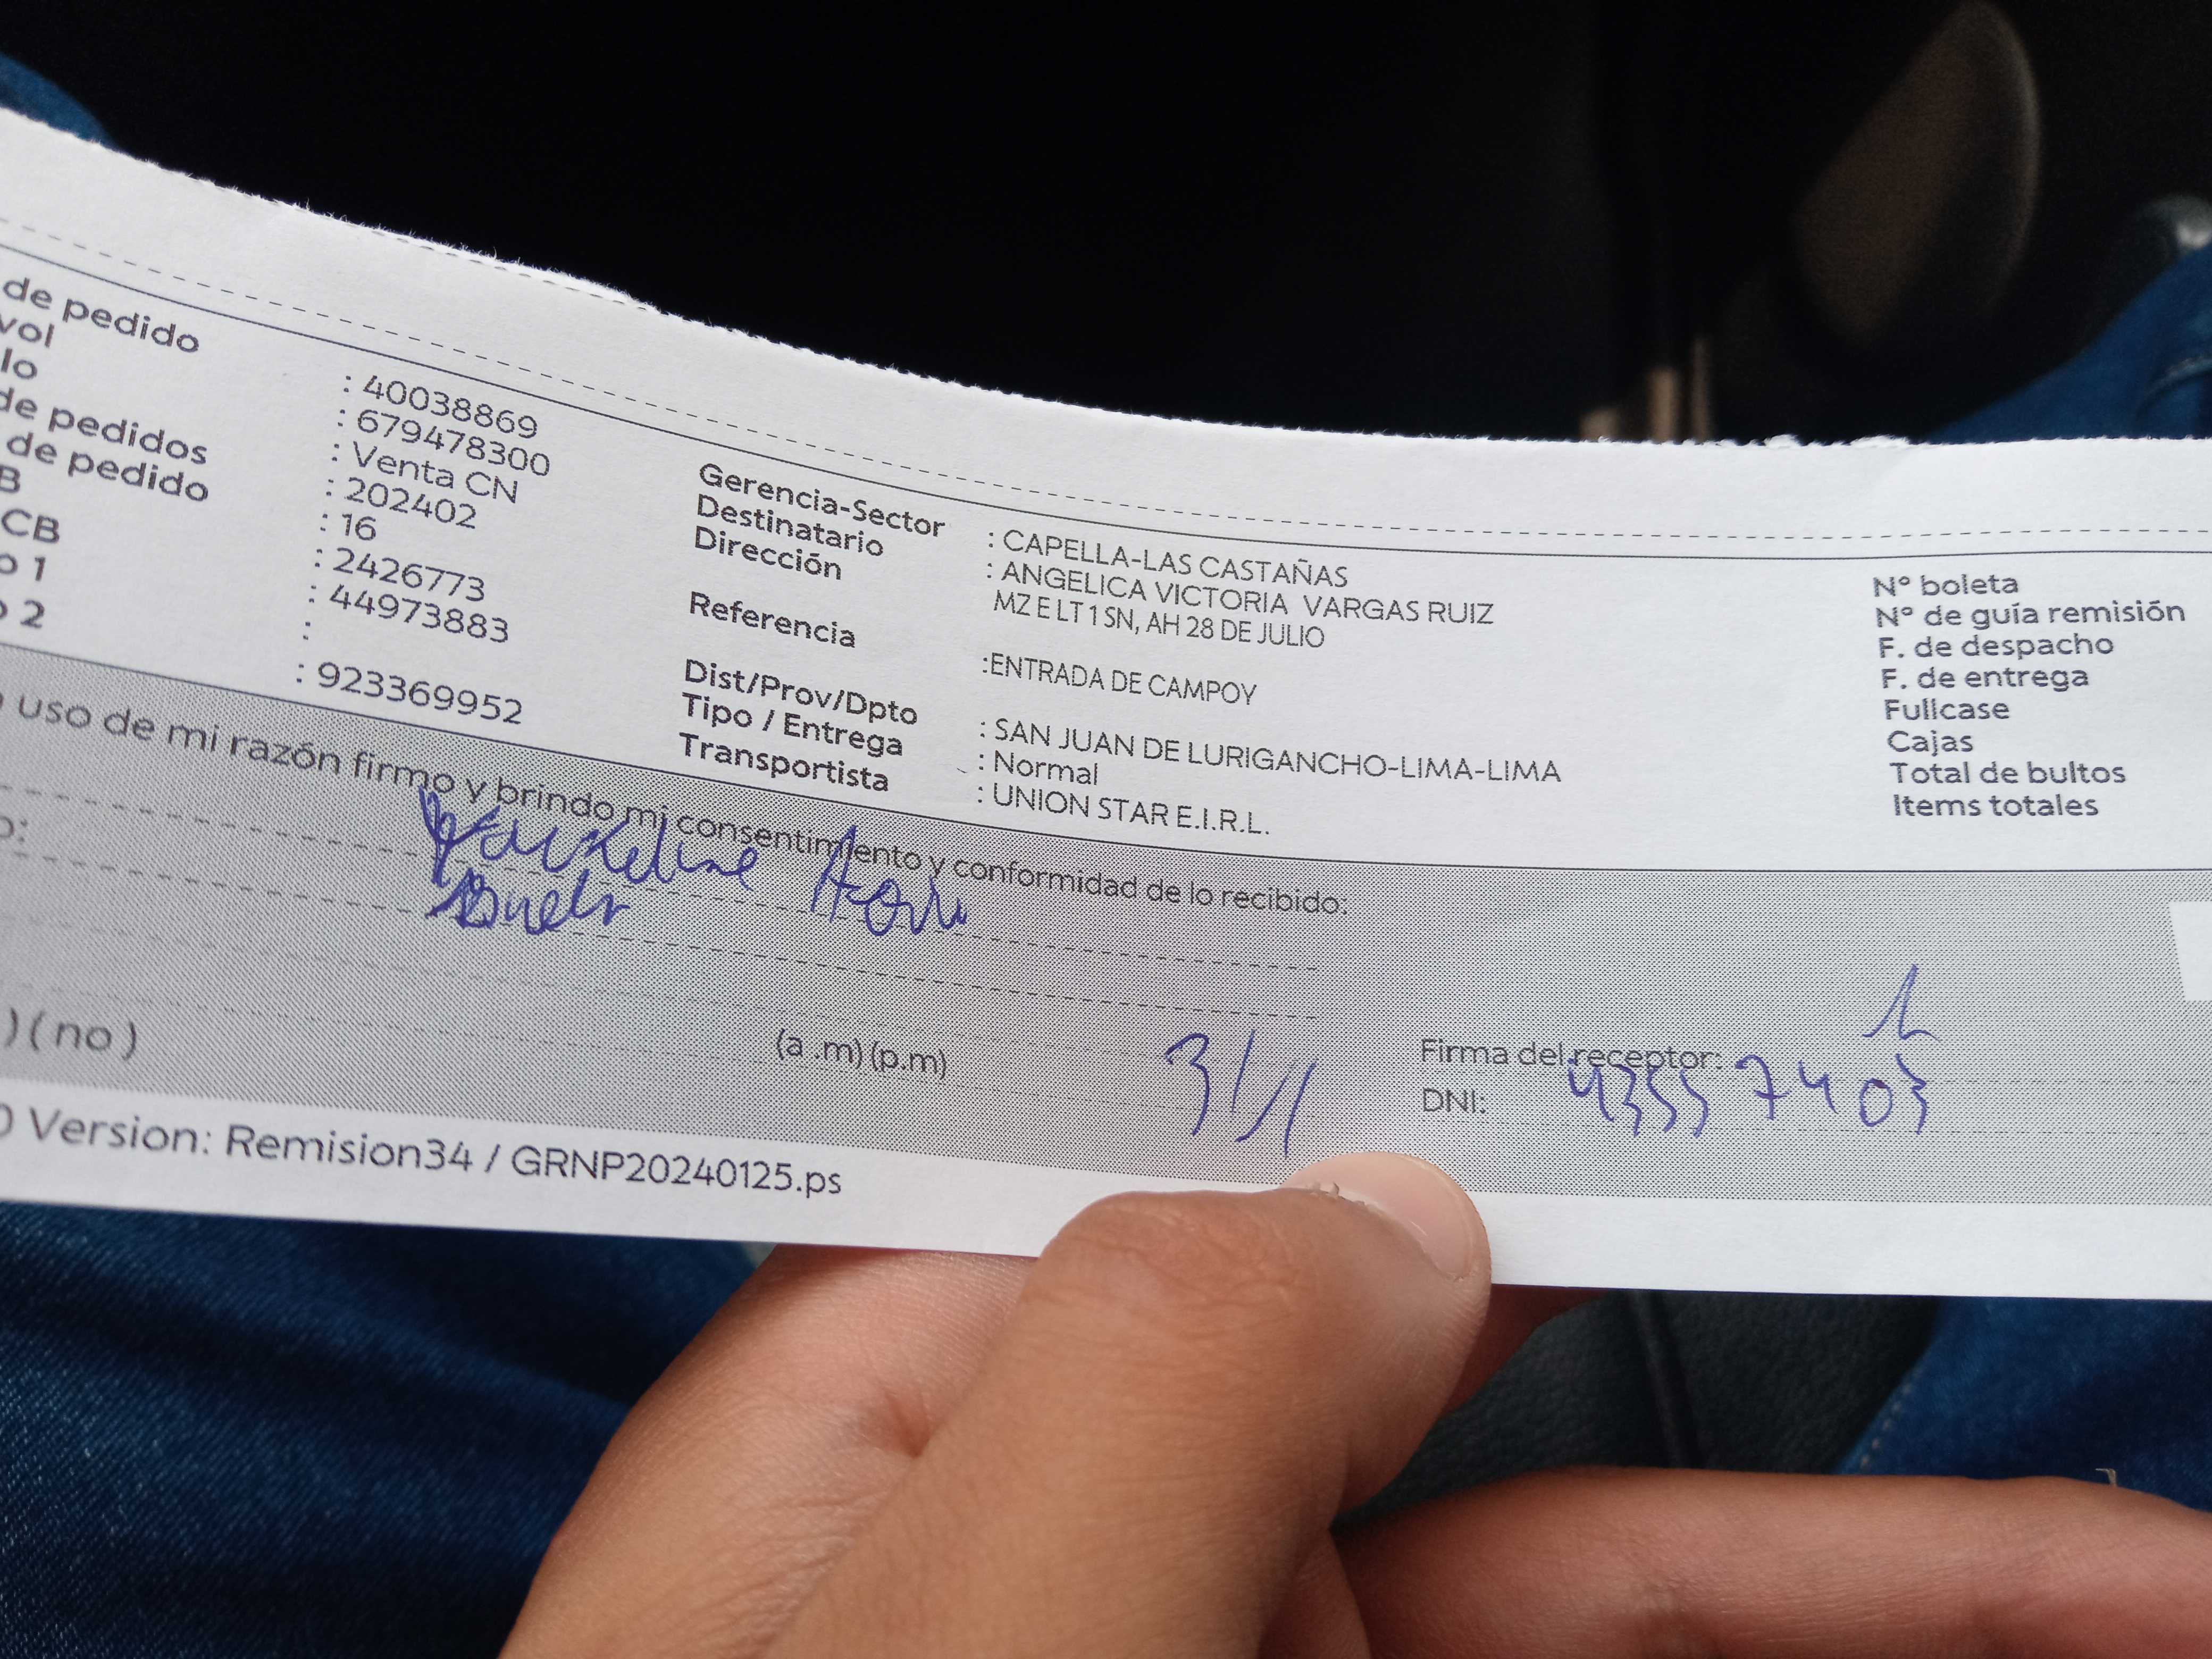 de pedido : 40038869
vol : 679478300
lo : Venta CN
de pedidos : 202402
de pedido : 16
B : 2426773
CB : 44973883
o 1 :
o 2 : 923369952
Gerencia-Sector : CAPELLA-LAS CASTAÑAS
Destinatario : ANGELICA VICTORIA VARGAS RUIZ
Dirección MZ E LT 1 SN, AH 28 DE JULIO
Referencia :ENTRADA DE CAMPOY
Dist/Prov/Dpto : SAN JUAN DE LURIGANCHO-LIMA-LIMA
Tipo / Entrega : Normal
Transportista : UNION STAR E.I.R.L.
N° boleta
N° de guía remisión
F. de despacho
F. de entrega
Fullcase
Cajas
Total de bultos
Items totales
uso de mi razón firmo y brindo mi consentimiento y conformidad de lo recibido:
o:
) ( no )
(a .m) (p.m)
31/1
Firma del receptor:
DNI: 43557403
) Version: Remision34 / GRNP20240125.ps